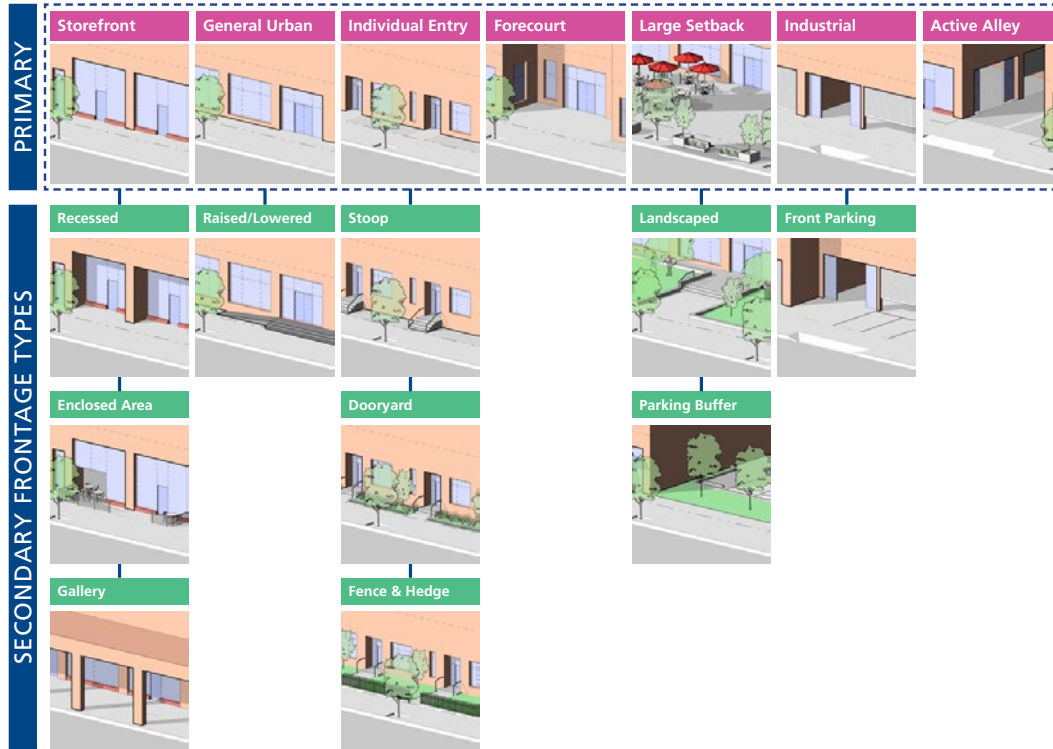 PRIMARY
Storefront
General Urban
Individual Entry
Forecourt
Large Setback
Industrial
Active Alley
SECONDARY FRONTAGE TYPES
Recessed
Raised/Lowered
Stoop
Landscaped
Front Parking
Enclosed Area
Dooryard
Parking Buffer
Gallery
Fence & Hedge